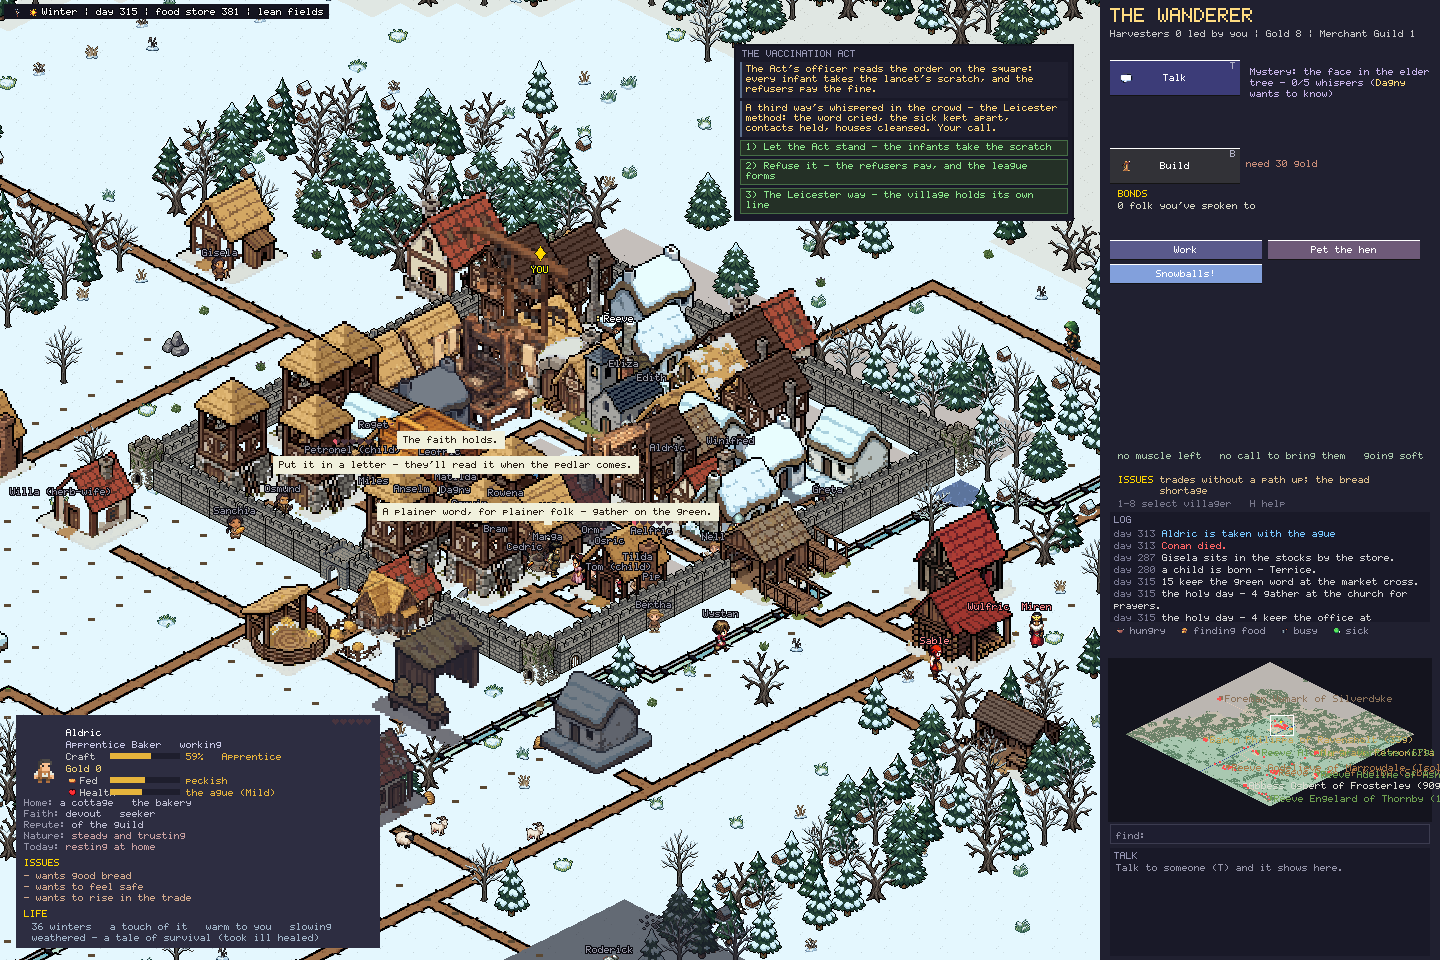 Winter ¦ day 315 ¦ food store 381 ¦ lean fields
THE VACCINATION ACT
The Act's officer reads the order on the square:
every infant takes the lancet's scratch, and the
refusers pay the fine.
A third way's whispered in the crowd - the Leicester
method: the word cried, the sick kept apart,
contacts held, houses cleansed. Your call.
1) Let the Act stand - the infants take the scratch
2) Refuse it - the refusers pay, and the league
forms
3) The Leicester way - the village holds its own
line
THE WANDERER
Harvesters 0 led by you ¦ Gold 8 ¦ Merchant Guild 1
T
Talk
Mystery: the face in the elder
tree - 0/5 whispers (Dagny
wants to know)
B
Build
need 30 gold
BONDS
0 folk you've spoken to
Work
Pet the hen
Snowballs!
no muscle left no call to bring them going soft
ISSUES trades without a path up; the bread
shortage
1-8 select villager H help
LOG
day 313 Aldric is taken with the ague
day 313 Conan died.
day 287 Gisela sits in the stocks by the store.
day 280 a child is born - Terrice.
day 315 15 keep the green word at the market cross.
day 315 the holy day - 4 gather at the church for
prayers.
day 315 the holy day - 4 keep the office at
hungry finding food busy sick
find:
TALK
Talk to someone (T) and it shows here.
Gisela
YOU
Reeve
Eliza
Edith
Roget
Petronel (child)
The faith holds.
Aldric
Winifred
Put it in a letter - they'll read it when the pedlar comes.
Willa (herb-wife)
Osmund
Anselm
Dagny
Rowena
Greta
Sanchia
A plainer word, for plainer folk - gather on the green.
Bram
Marga
Cedric
Orm
Osric
Aelfric
Nell
Tilda
Tom (child)
Pip
Bertha
Wystan
Wulfric
Miren
Sable
Roderick
Aldric
Apprentice Baker working
Craft 59% Apprentice
Gold 0
Fed peckish
Healt the ague (Mild)
Home: a cottage the bakery
Faith: devout seeker
Repute: of the guild
Nature: steady and trusting
Today: resting at home
ISSUES
- wants good bread
- wants to feel safe
- wants to rise in the trade
LIFE
36 winters a touch of it warm to you slowing
weathered - a tale of survival (took ill healed)